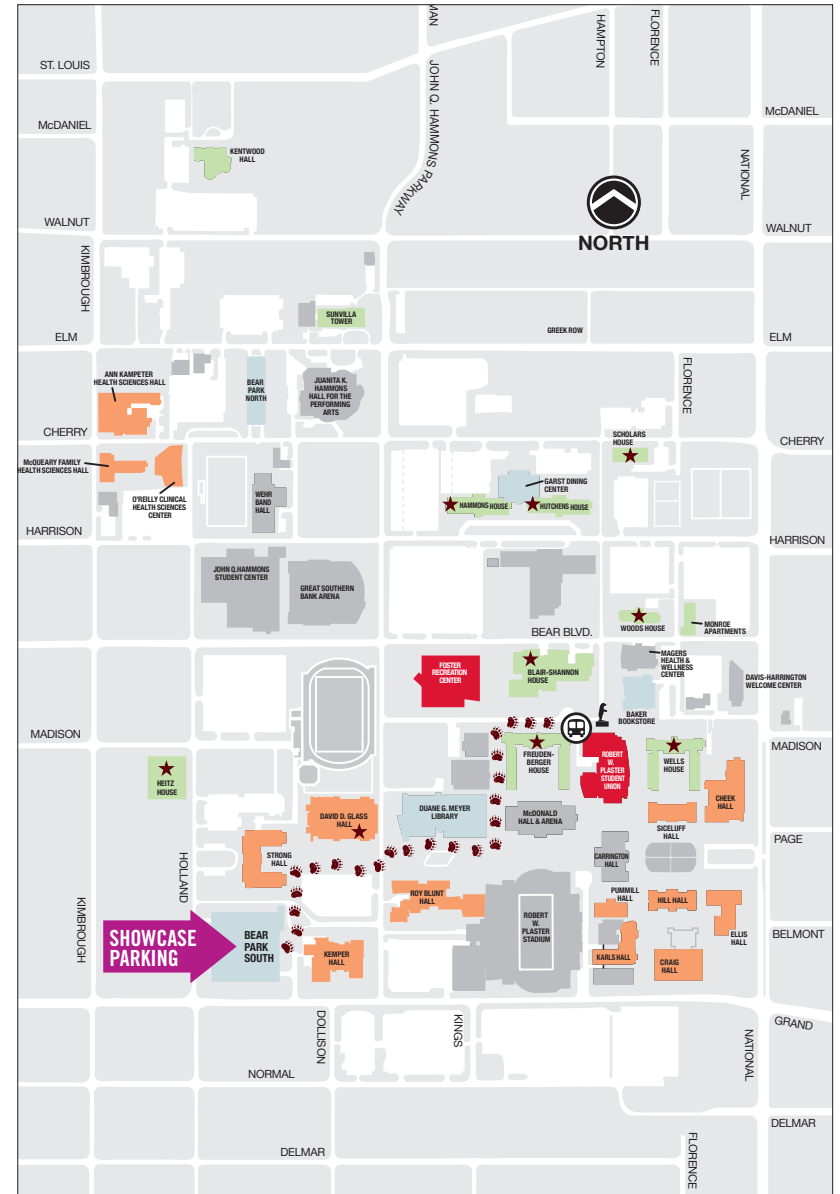 MAN
HAMPTON
FLORENCE
ST. LOUIS
JOHN Q. HAMMONS PARKWAY
McDANIEL
McDANIEL
KENTWOOD
HALL
NATIONAL
WALNUT
WALNUT
NORTH
KIMBROUGH
SUNVILLA
TOWER
GREEK ROW
ELM
ELM
ANN KAMPETER
HEALTH SCIENCES HALL
BEAR
PARK
NORTH
JUANITA K.
HAMMONS
HALL FOR THE
PERFORMING
ARTS
FLORENCE
CHERRY
CHERRY
SCHOLARS
HOUSE
McQUEARY FAMILY
HEALTH SCIENCES HALL
O'REILLY CLINICAL
HEALTH SCIENCES
CENTER
WEHR
BAND
HALL
GARST DINING
CENTER
HAMMONS HOUSE
HUTCHENS HOUSE
HARRISON
HARRISON
JOHN Q.HAMMONS
STUDENT CENTER
GREAT SOUTHERN
BANK ARENA
BEAR BLVD.
WOODS HOUSE
MONROE
APARTMENTS
FOSTER
RECREATION
CENTER
BLAIR-SHANNON
HOUSE
MAGERS
HEALTH &
WELLNESS
CENTER
DAVIS-HARRINGTON
WELCOME CENTER
BAKER
BOOKSTORE
MADISON
MADISON
FREUDEN-
BERGER
HOUSE
ROBERT
W.
PLASTER
STUDENT
UNION
WELLS
HOUSE
HEITZ
HOUSE
CHEEK
HALL
DAVID D. GLASS
HALL
DUANE G. MEYER
LIBRARY
McDONALD
HALL & ARENA
SICELUFF
HALL
PAGE
HOLLAND
STRONG
HALL
CARRINGTON
HALL
ROY BLUNT
HALL
PUMMILL
HALL
HILL HALL
KIMBROUGH
SHOWCASE
PARKING
BEAR
PARK
SOUTH
KEMPER
HALL
ROBERT
W.
PLASTER
STADIUM
ELLIS
HALL
BELMONT
KARLS HALL
CRAIG
HALL
GRAND
DOLLISON
KINGS
NATIONAL
NORMAL
DELMAR
DELMAR
FLORENCE